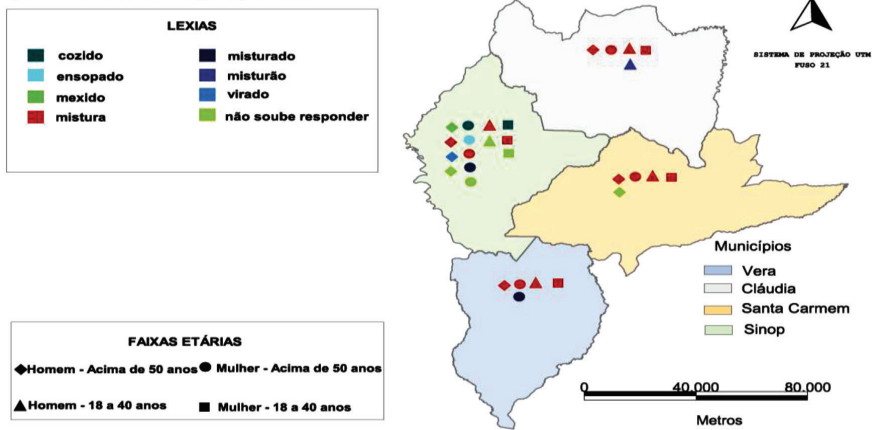 LEXIAS
cozido
ensopado
mexido
mistura
misturado
misturão
virado
não soube responder
SISTEMA DE PROJEÇÃO UTM
FUSO 21
Municípios
Vera
Cláudia
Santa Carmem
Sinop
FAIXAS ETÁRIAS
Homem - Acima de 50 anos Mulher - Acima de 50 anos
Homem - 18 a 40 anos Mulher - 18 a 40 anos
0 40.000 80.000
Metros